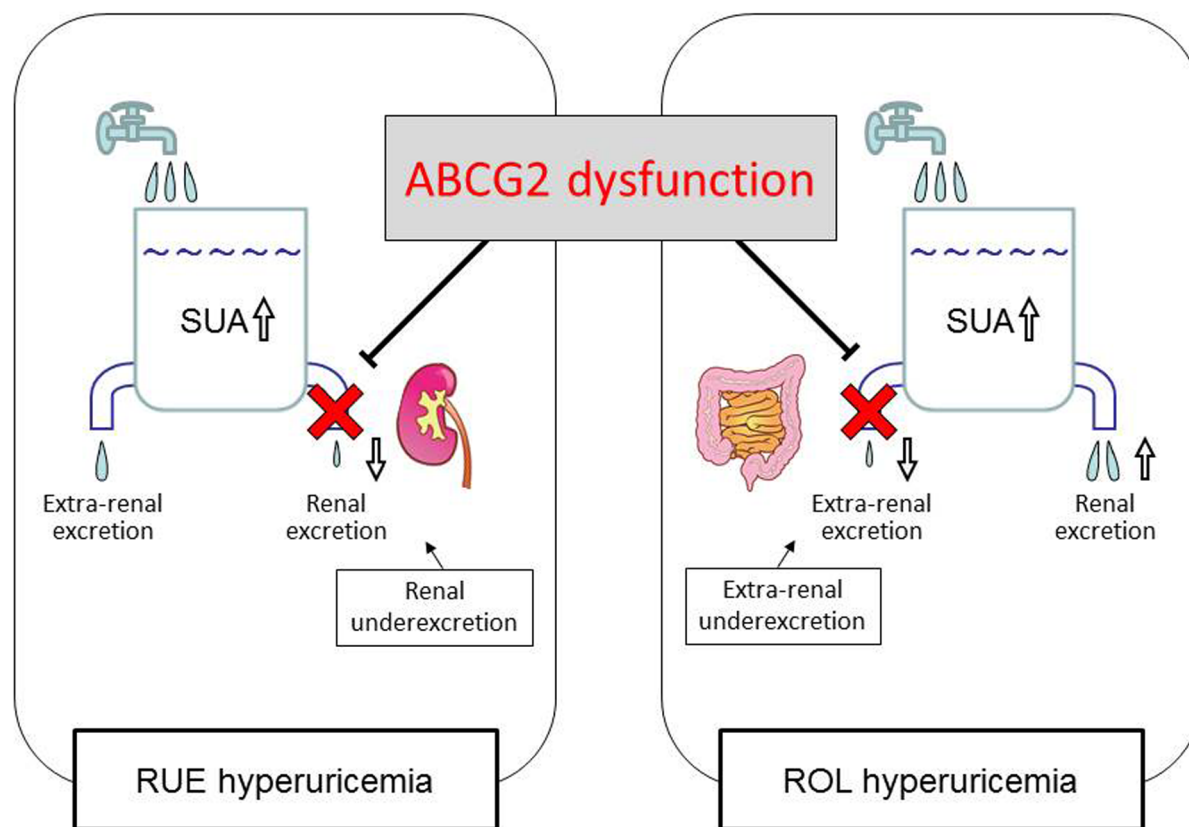 ABCG2 dysfunction
SUA
Extra-renal
excretion
Renal
excretion
Renal
underexcretion
RUE hyperuricemia
SUA
Extra-renal
excretion
Renal
excretion
Extra-renal
underexcretion
ROL hyperuricemia